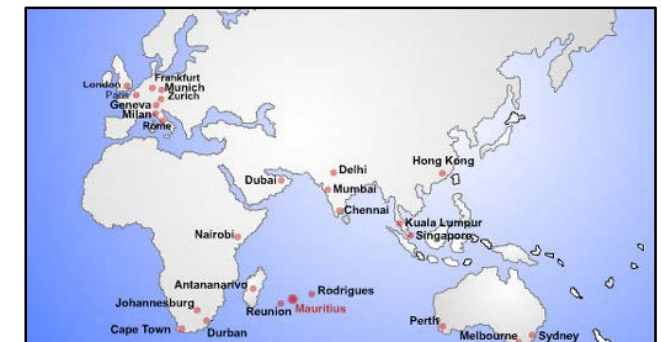 London
Frankfurt
Paris
Munich
Zurich
Geneva
Milan
Rome
Dubai
Delhi
Hong Kong
Mumbai
Chennai
Kuala Lumpur
Singapore
Nairobi
Antananarivo
Rodrigues
Johannesburg
Reunion
Mauritius
Cape Town
Durban
Perth
Melbourne
Sydney